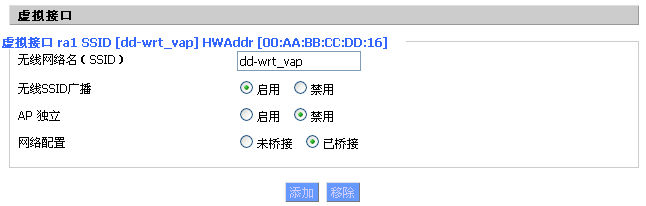 虚拟接口
虚拟接口 ra1 SSID [dd-wrt_vap] HWAddr [00:AA:BB:CC:DD:16]
无线网络名（SSID） dd-wrt_vap
无线SSID广播 启用 禁用
AP 独立 启用 禁用
网络配置 未桥接 已桥接
添加 移除